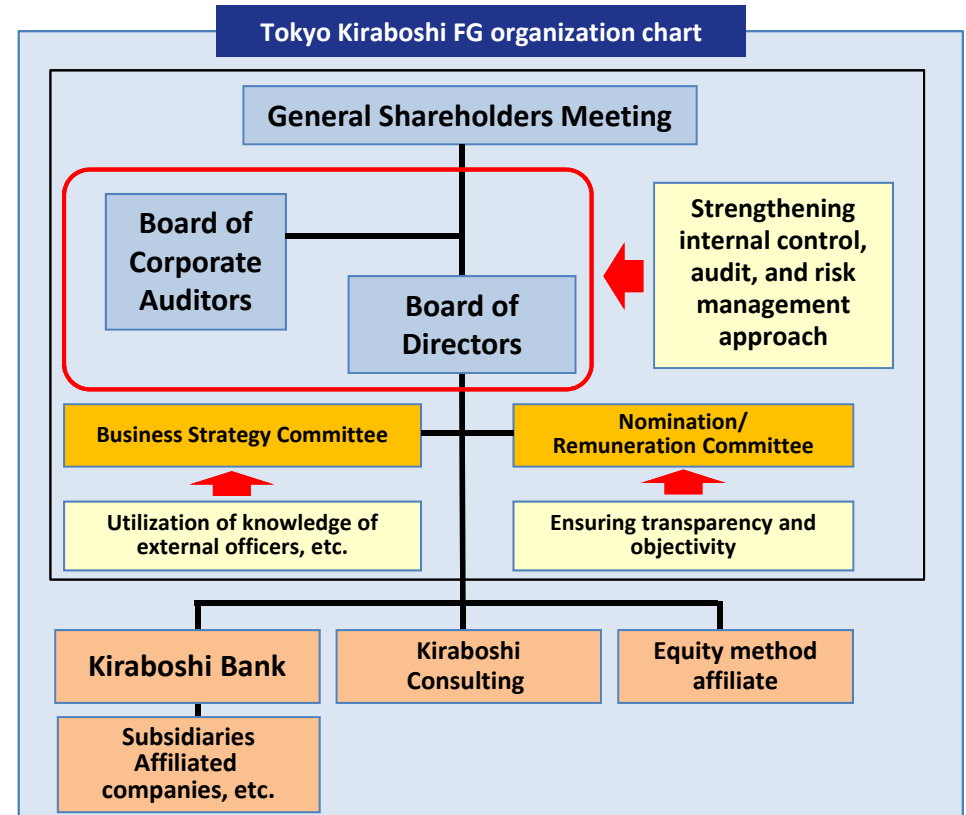 Tokyo Kiraboshi FG organization chart
General Shareholders Meeting
Board of
Corporate
Auditors
Board of
Directors
Strengthening
internal control,
audit, and risk
management
approach
Business Strategy Committee
Nomination/
Remuneration Committee
Utilization of knowledge of
external officers, etc.
Ensuring transparency and
objectivity
Kiraboshi Bank
Kiraboshi
Consulting
Equity method
affiliate
Subsidiaries
Affiliated
companies, etc.